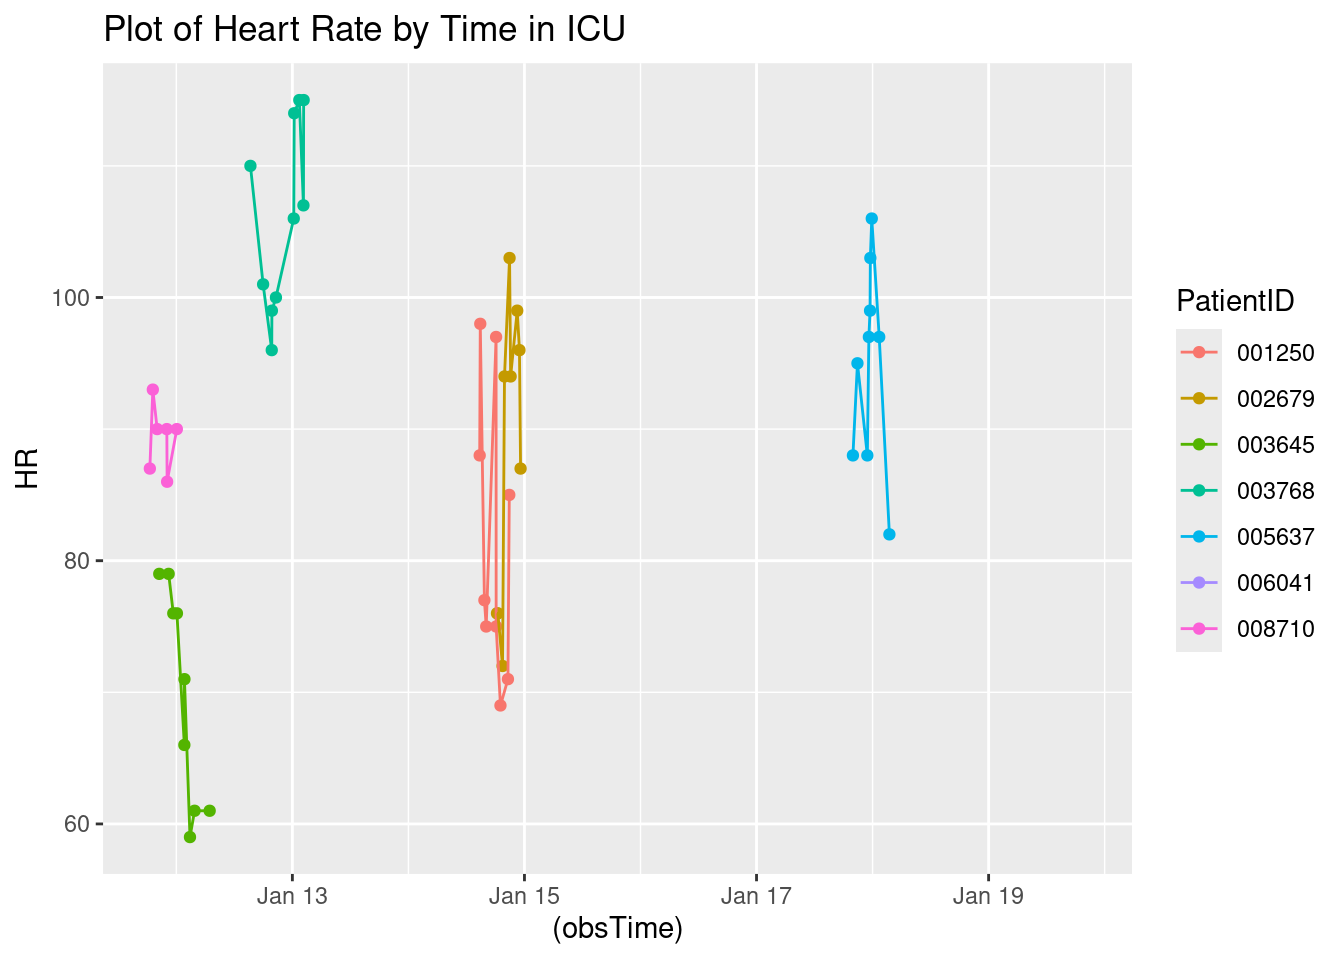 Plot of Heart Rate by Time in ICU
HR
100
80
60
Jan 13
Jan 15
Jan 17
Jan 19
(obsTime)
PatientID
001250
002679
003645
003768
005637
006041
008710